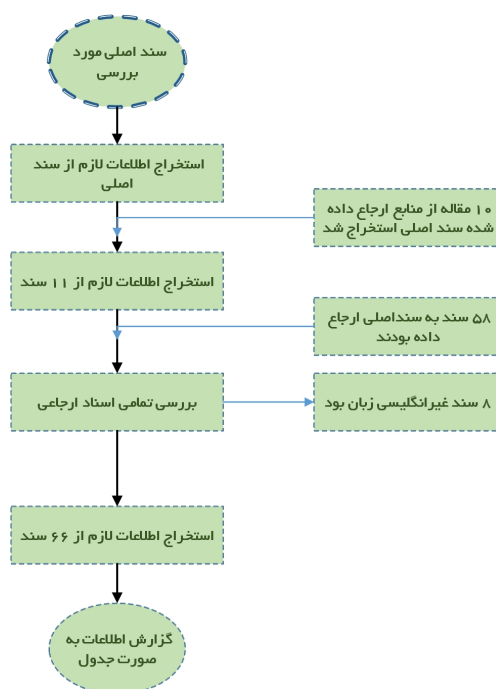 سند اصلی مورد
بررسی
استخراج اطلاعات لازم از سند
اصلی
۱۰ مقاله از منابع ارجاع داده
شده سند اصلی استخراج شد
استخراج اطلاعات لازم از ۱۱ سند
۵۸ سند به سنداصلی ارجاع
داده بودند
بررسی تمامی اسناد ارجاعی
۸ سند غیرانگلیسی زبان بود
استخراج اطلاعات لازم از ۶۶ سند
گزارش اطلاعات به
صورت جدول